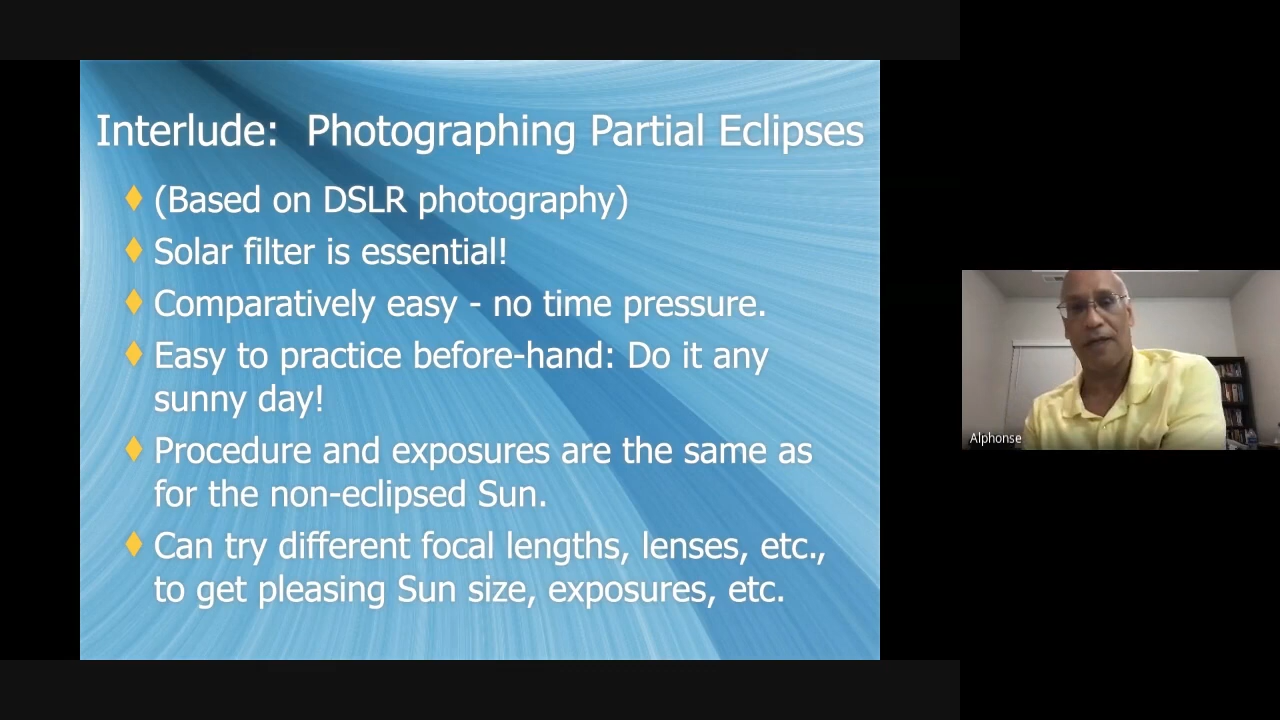 Interlude:  Photographing Partial Eclipses
(Based on DSLR photography)
Solar filter is essential!
Comparatively easy - no time pressure.
Easy to practice before-hand: Do it any
sunny day!
Procedure and exposures are the same as
for the non-eclipsed Sun.
Can try different focal lengths, lenses, etc.,
to get pleasing Sun size, exposures, etc.
Alphonse